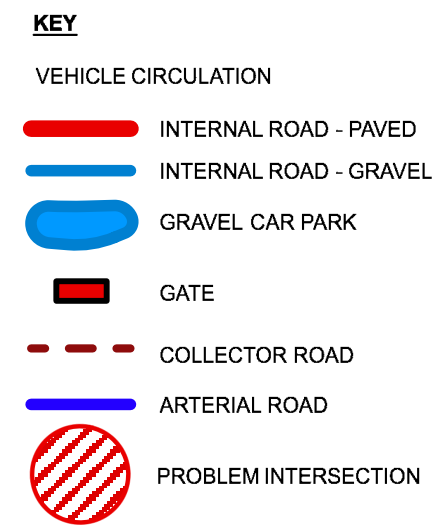 KEY
VEHICLE CIRCULATION
INTERNAL ROAD - PAVED
INTERNAL ROAD - GRAVEL
GRAVEL CAR PARK
GATE
COLLECTOR ROAD
ARTERIAL ROAD
PROBLEM INTERSECTION